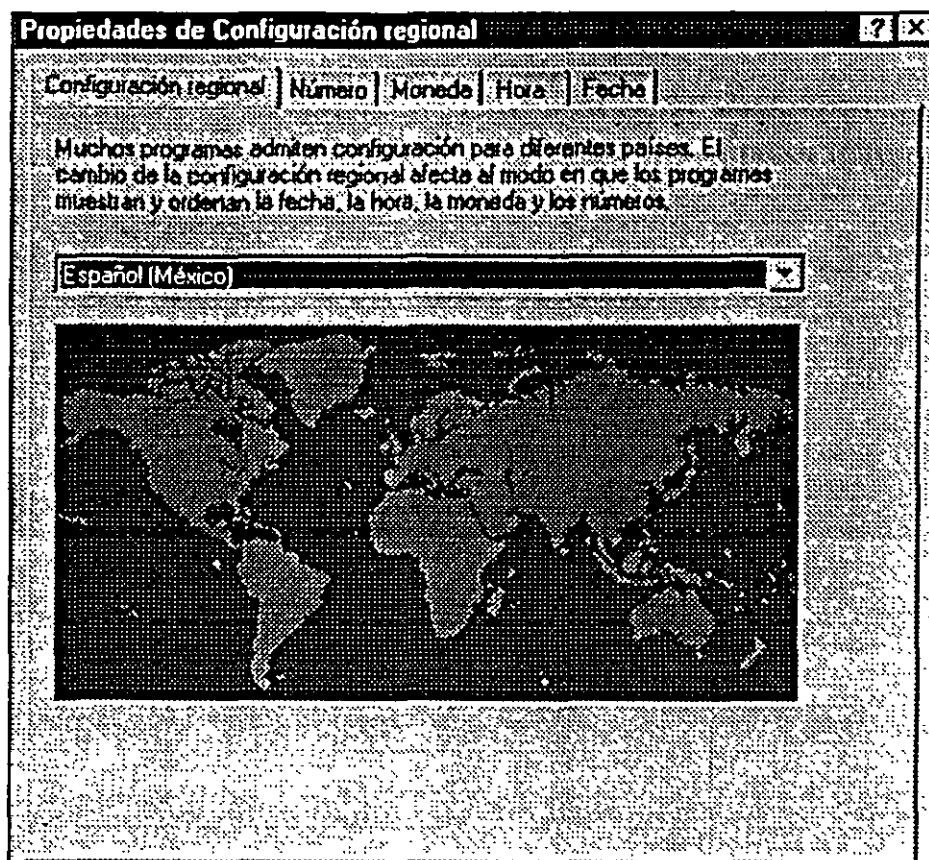 Propiedades de Configuración regional
Configuración regional Número Moneda Hora Fecha
Muchos programas admiten configuración para diferentes países. El
cambio de la configuración regional afecta al modo en que los programas
muestran y ordenan la fecha, la hora, la moneda y los números.
Español (México)